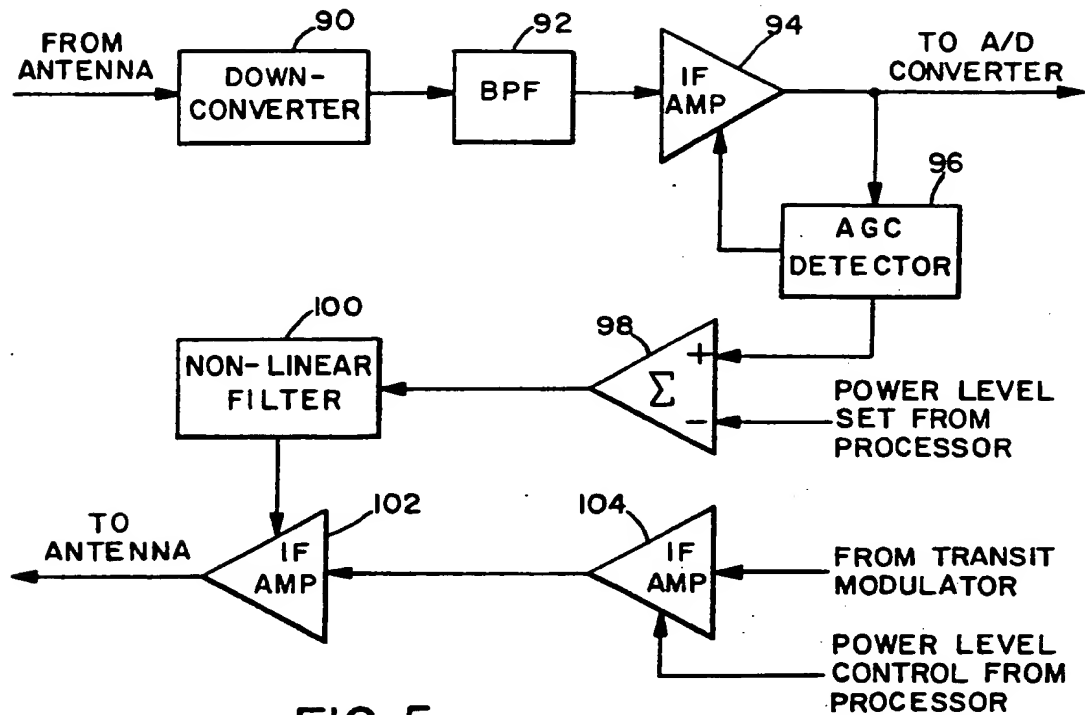 FROM
ANTENNA
90
DOWN-
CONVERTER
92
BPF
94
IF
AMP
TO A/D
CONVERTER
96
AGC
DETECTOR
100
NON-LINEAR
FILTER
98
+
Σ
-
POWER LEVEL
SET FROM
PROCESSOR
TO
ANTENNA
102
IF
AMP
104
IF
AMP
FROM TRANSIT
MODULATOR
POWER LEVEL
CONTROL FROM
PROCESSOR